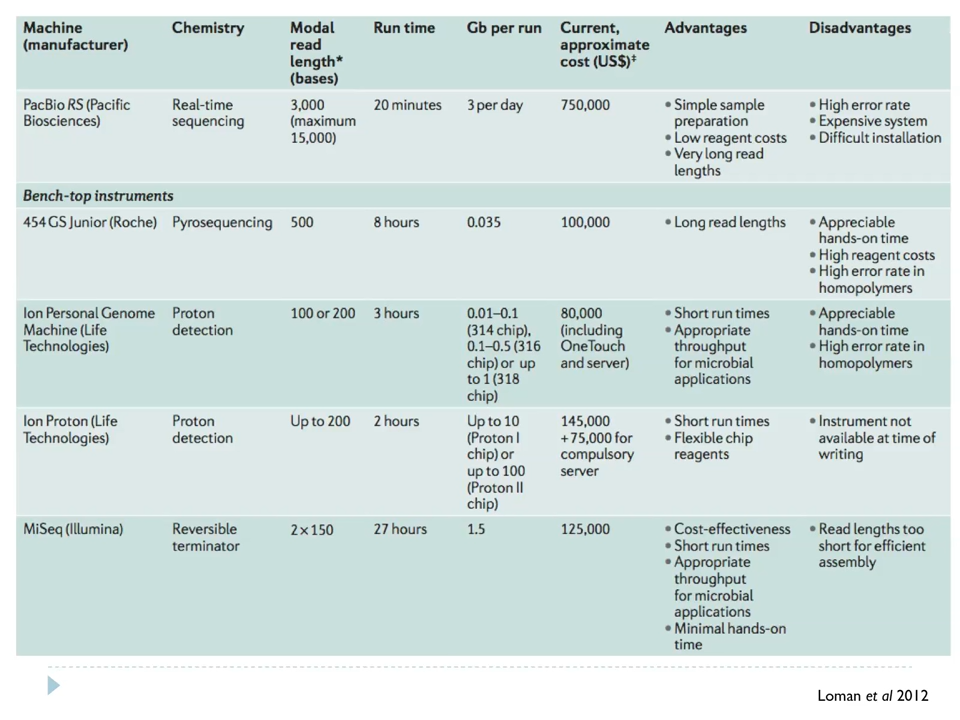 Machine (manufacturer) Chemistry Modal read length* (bases) Run time Gb per run Current, approximate cost (US$)‡ Advantages Disadvantages
PacBio RS (Pacific Biosciences) Real-time sequencing 3,000 (maximum 15,000) 20 minutes 3 per day 750,000 • Simple sample preparation • Low reagent costs • Very long read lengths • High error rate • Expensive system • Difficult installation
Bench-top instruments
454 GS Junior (Roche) Pyrosequencing 500 8 hours 0.035 100,000 • Long read lengths • Appreciable hands-on time • High reagent costs • High error rate in homopolymers
Ion Personal Genome Machine (Life Technologies) Proton detection 100 or 200 3 hours 0.01–0.1 (314 chip), 0.1–0.5 (316 chip) or up to 1 (318 chip) 80,000 (including OneTouch and server) • Short run times • Appropriate throughput for microbial applications • Appreciable hands-on time • High error rate in homopolymers
Ion Proton (Life Technologies) Proton detection Up to 200 2 hours Up to 10 (Proton I chip) or up to 100 (Proton II chip) 145,000 +75,000 for compulsory server • Short run times • Flexible chip reagents • Instrument not available at time of writing
MiSeq (Illumina) Reversible terminator 2×150 27 hours 1.5 125,000 • Cost-effectiveness • Short run times • Appropriate throughput for microbial applications • Minimal hands-on time • Read lengths too short for efficient assembly
Loman et al 2012